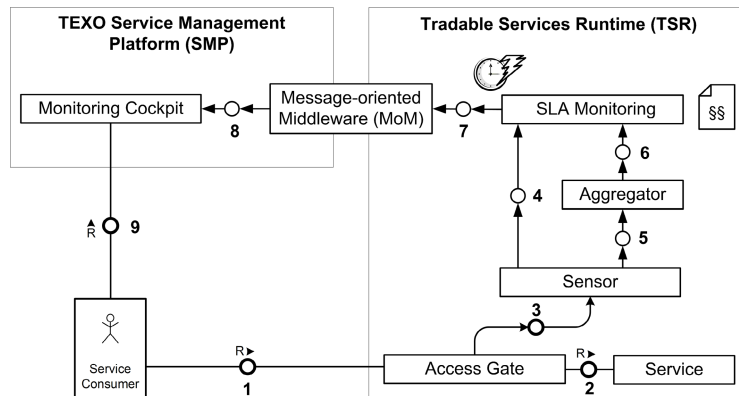 TEXO Service Management
Platform (SMP)
Tradable Services Runtime (TSR)
Monitoring Cockpit
8
Message-oriented
Middleware (MoM)
7
SLA Monitoring
§§
6
4
Aggregator
R
9
5
Sensor
3
Service
Consumer
R
1
Access Gate
R
2
Service